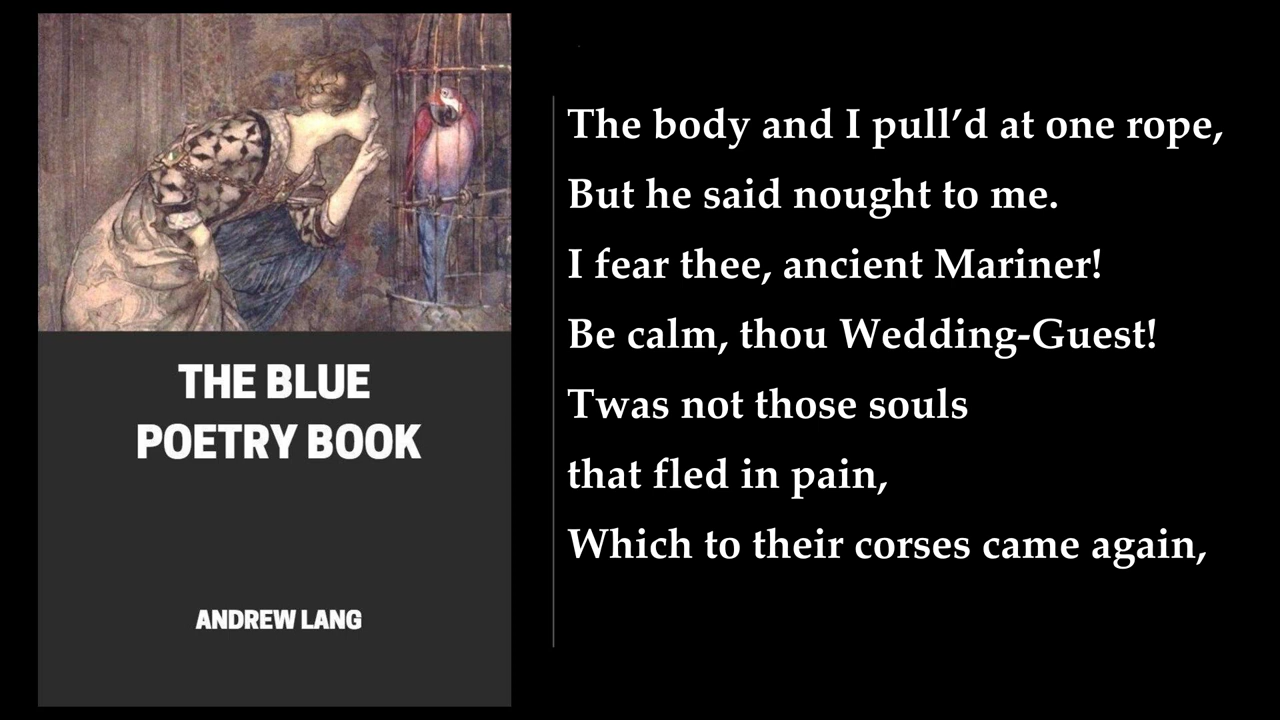 THE BLUE
POETRY BOOK
ANDREW LANG
The body and I pull’d at one rope,
But he said nought to me.
I fear thee, ancient Mariner!
Be calm, thou Wedding-Guest!
Twas not those souls
that fled in pain,
Which to their corses came again,